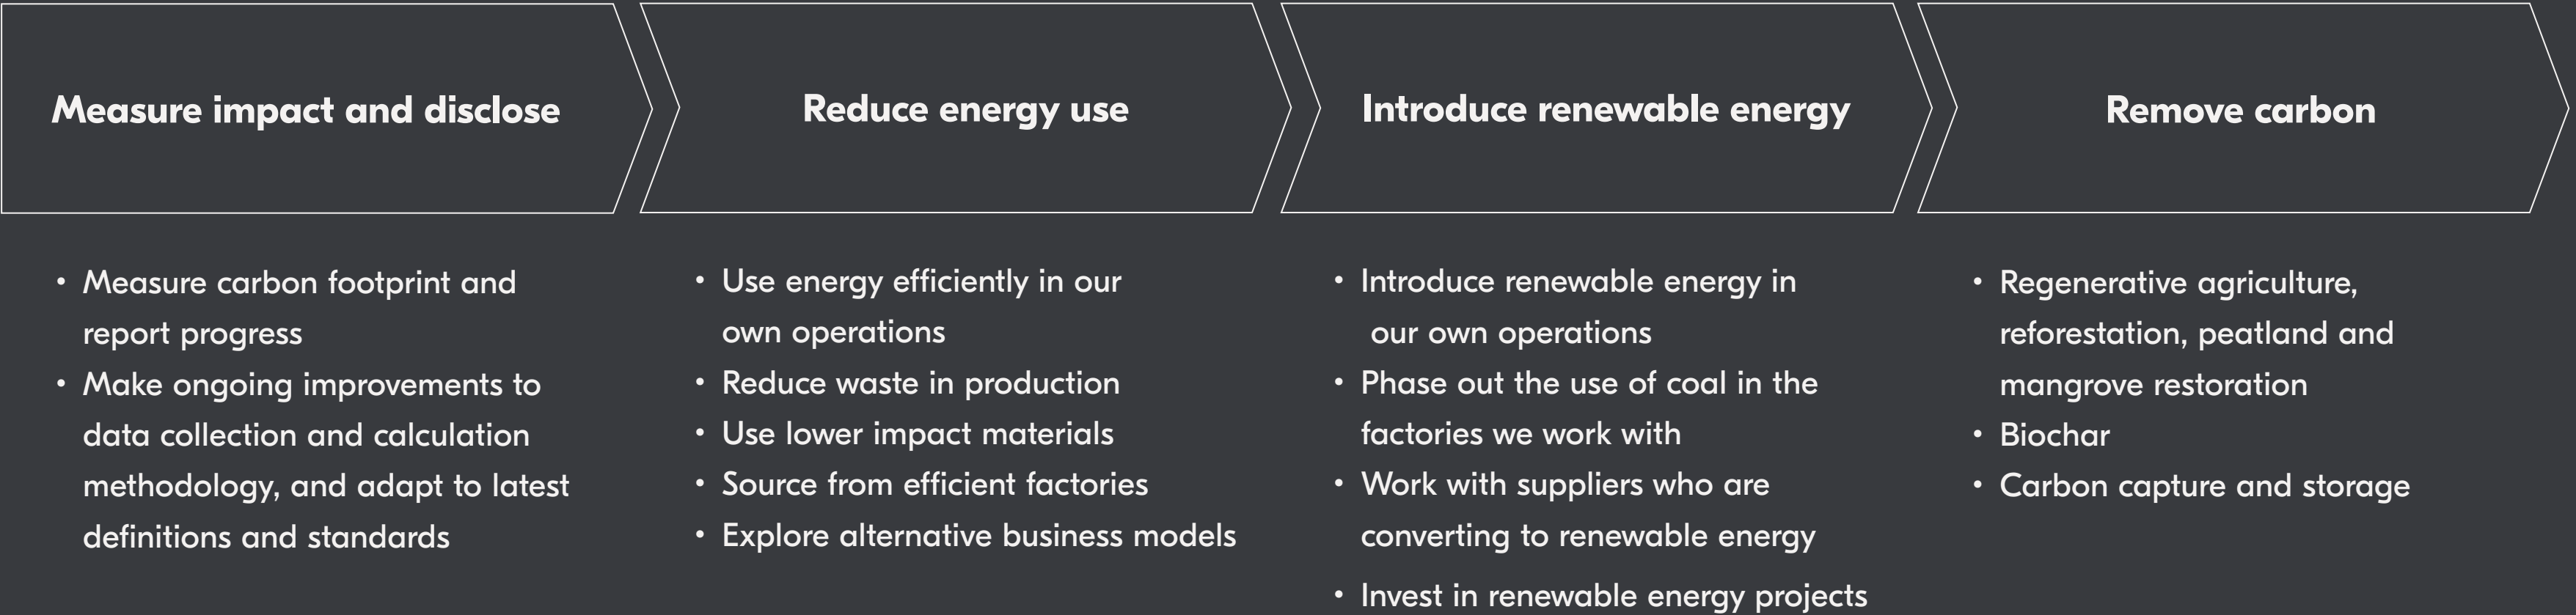 Measure impact and disclose
Reduce energy use
Introduce renewable energy
Remove carbon
• Measure carbon footprint and
report progress
• Make ongoing improvements to
data collection and calculation
methodology, and adapt to latest
definitions and standards
• Use energy efficiently in our
own operations
• Reduce waste in production
• Use lower impact materials
• Source from efficient factories
• Explore alternative business models
• Introduce renewable energy in
our own operations
• Phase out the use of coal in the
factories we work with
• Work with suppliers who are
converting to renewable energy
• Invest in renewable energy projects
• Regenerative agriculture,
reforestation, peatland and
mangrove restoration
• Biochar
• Carbon capture and storage